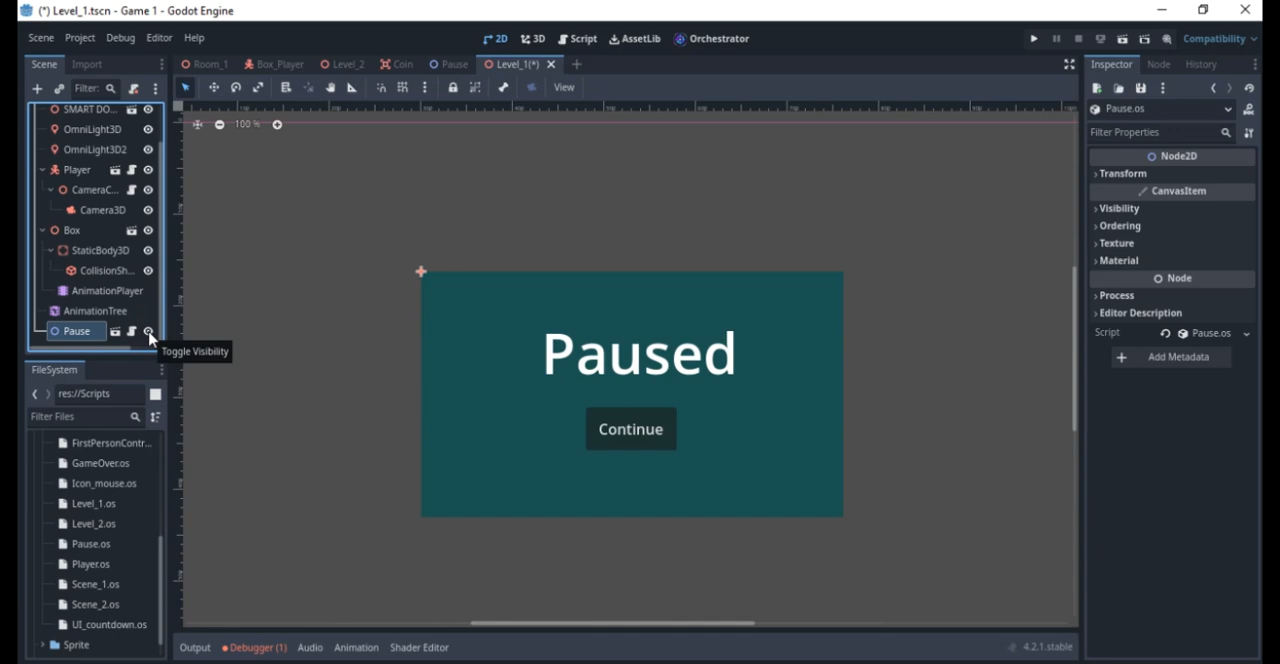 (*) Level_1.tscn - Game 1 - Godot Engine
Scene Project Debug Editor Help
2D 3D Script AssetLib Orchestrator
Compatibility
Scene Import
Room_1 Box_Player Level_2 Coin Pause Level_1(*)
Inspector Node History
Filter:
View
SMART DO...
OmniLight3D
OmniLight3D2
Player
CameraC...
Camera3D
Box
StaticBody3D
CollisionSh...
AnimationPlayer
AnimationTree
Pause
Toggle Visibility
FileSystem
res://Scripts
Filter Files
FirstPersonContr...
GameOver.os
Icon_mouse.os
Level_1.os
Level_2.os
Pause.os
Player.os
Scene_1.os
Scene_2.os
UI_countdown.os
Sprite
100 %
Paused
Continue
Output Debugger (1) Audio Animation Shader Editor
4.2.1.stable
Pause.os
Filter Properties
Node2D
Transform
CanvasItem
Visibility
Ordering
Texture
Material
Node
Process
Editor Description
Script Pause.os
Add Metadata